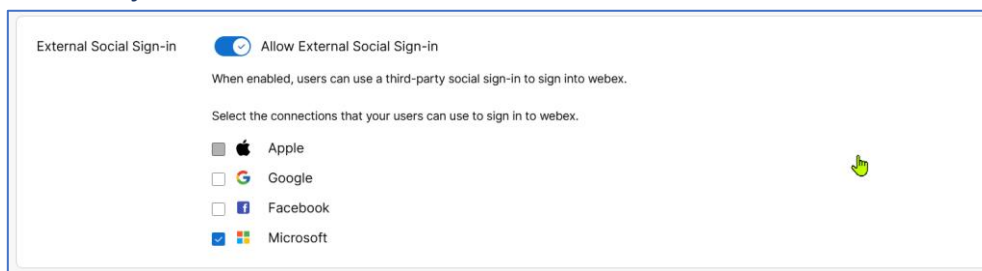 External Social Sign-in Allow External Social Sign-in
When enabled, users can use a third-party social sign-in to sign into webex.
Select the connections that your users can use to sign in to webex.
Apple
Google
Facebook
Microsoft